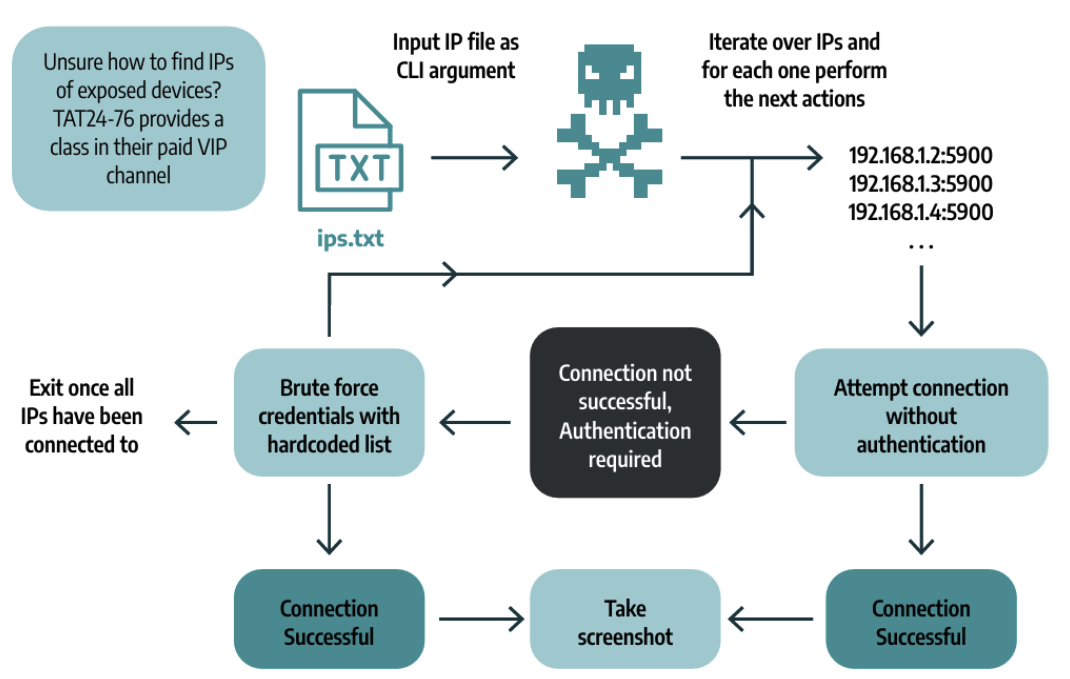 Unsure how to find IPs
of exposed devices?
TAT24-76 provides a
class in their paid VIP
channel
TXT
ips.txt
Input IP file as
CLI argument
Iterate over IPs and
for each one perform
the next actions
192.168.1.2:5900
192.168.1.3:5900
192.168.1.4:5900
...
Attempt connection
without
authentication
Connection not
successful,
Authentication
required
Brute force
credentials with
hardcoded list
Exit once all
IPs have been
connected to
Connection
Successful
Take
screenshot
Connection
Successful